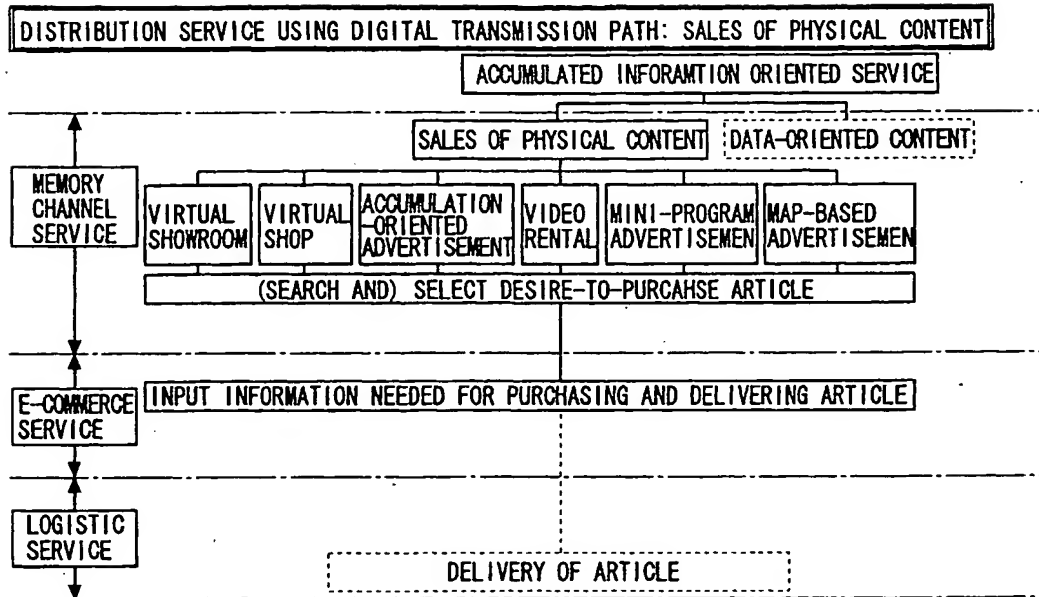 DISTRIBUTION SERVICE USING DIGITAL TRANSMISSION PATH: SALES OF PHYSICAL CONTENT
ACCUMULATED INFORAMTION ORIENTED SERVICE
SALES OF PHYSICAL CONTENT
DATA-ORIENTED CONTENT
MEMORY
CHANNEL
SERVICE
VIRTUAL
SHOWROOM
VIRTUAL
SHOP
ACCUMULATION
-ORIENTED
ADVERTISEMENT
VIDEO
RENTAL
MINI-PROGRAM
ADVERTISEMEN
MAP-BASED
ADVERTISEMEN
(SEARCH AND) SELECT DESIRE-TO-PURCAHSE ARTICLE
E-COMMERCE
SERVICE
INPUT INFORMATION NEEDED FOR PURCHASING AND DELIVERING ARTICLE
LOGISTIC
SERVICE
DELIVERY OF ARTICLE